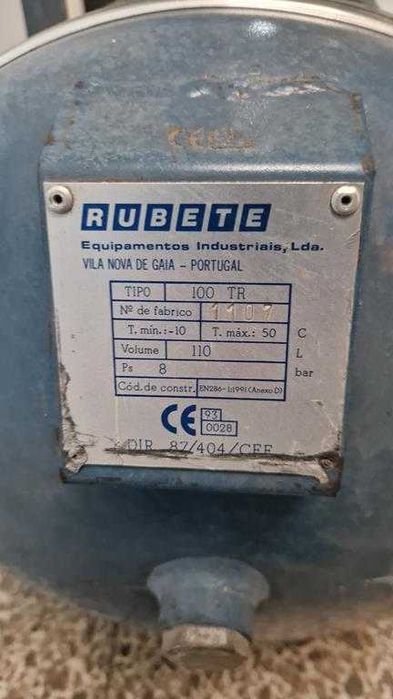 RUBETE
Equipamentos Industriais, Lda.
VILA NOVA DE GAIA - PORTUGAL
TIPO 100 TR
Nº de fabrico 1107
T. mín.:-10 T. máx.: 50 C
Volume 110 L
Ps 8 bar
Cód. de constr. EN286-1:1991 (Anexo D)
CE 93
0028
DIR 87/404/CEE